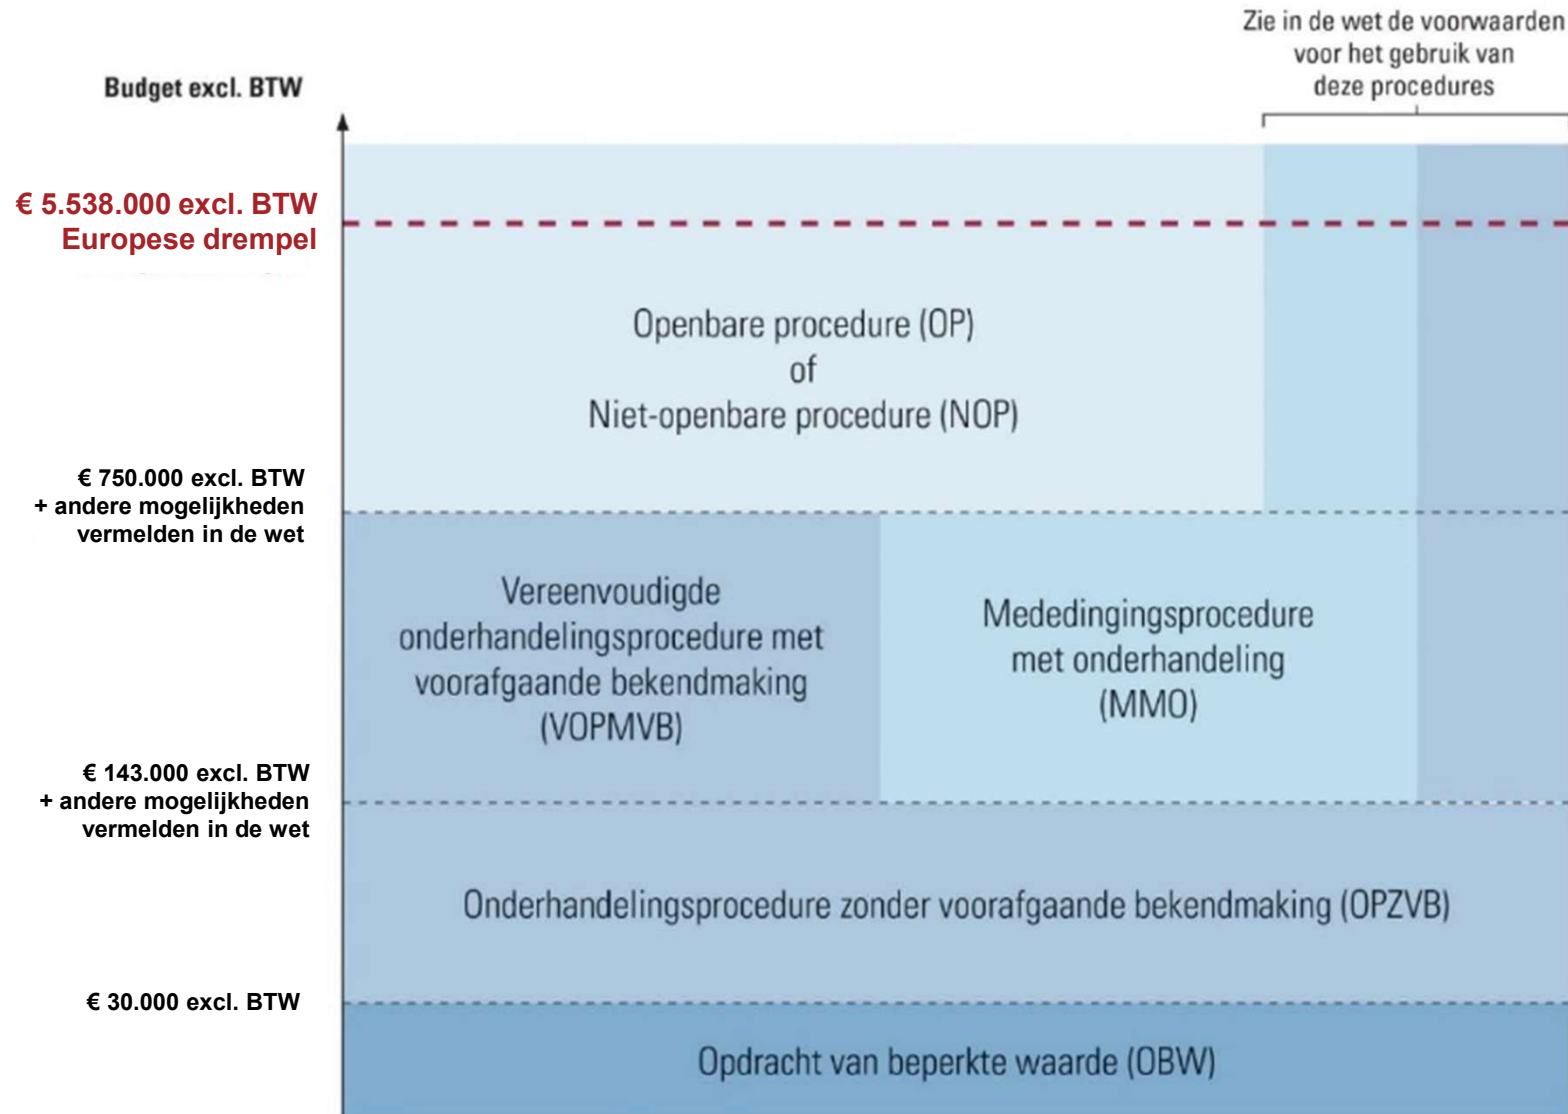 Zie in de wet de voorwaarden
voor het gebruik van
deze procedures
Budget excl. BTW
€ 5.538.000 excl. BTW
Europese drempel
Openbare procedure (OP)
of
Niet-openbare procedure (NOP)
€ 750.000 excl. BTW
+ andere mogelijkheden
vermelden in de wet
Vereenvoudigde
onderhandelingsprocedure met
voorafgaande bekendmaking
(VOPMVB)
Mededingingsprocedure
met onderhandeling
(MMO)
€ 143.000 excl. BTW
+ andere mogelijkheden
vermelden in de wet
Onderhandelingsprocedure zonder voorafgaande bekendmaking (OPZVB)
€ 30.000 excl. BTW
Opdracht van beperkte waarde (OBW)